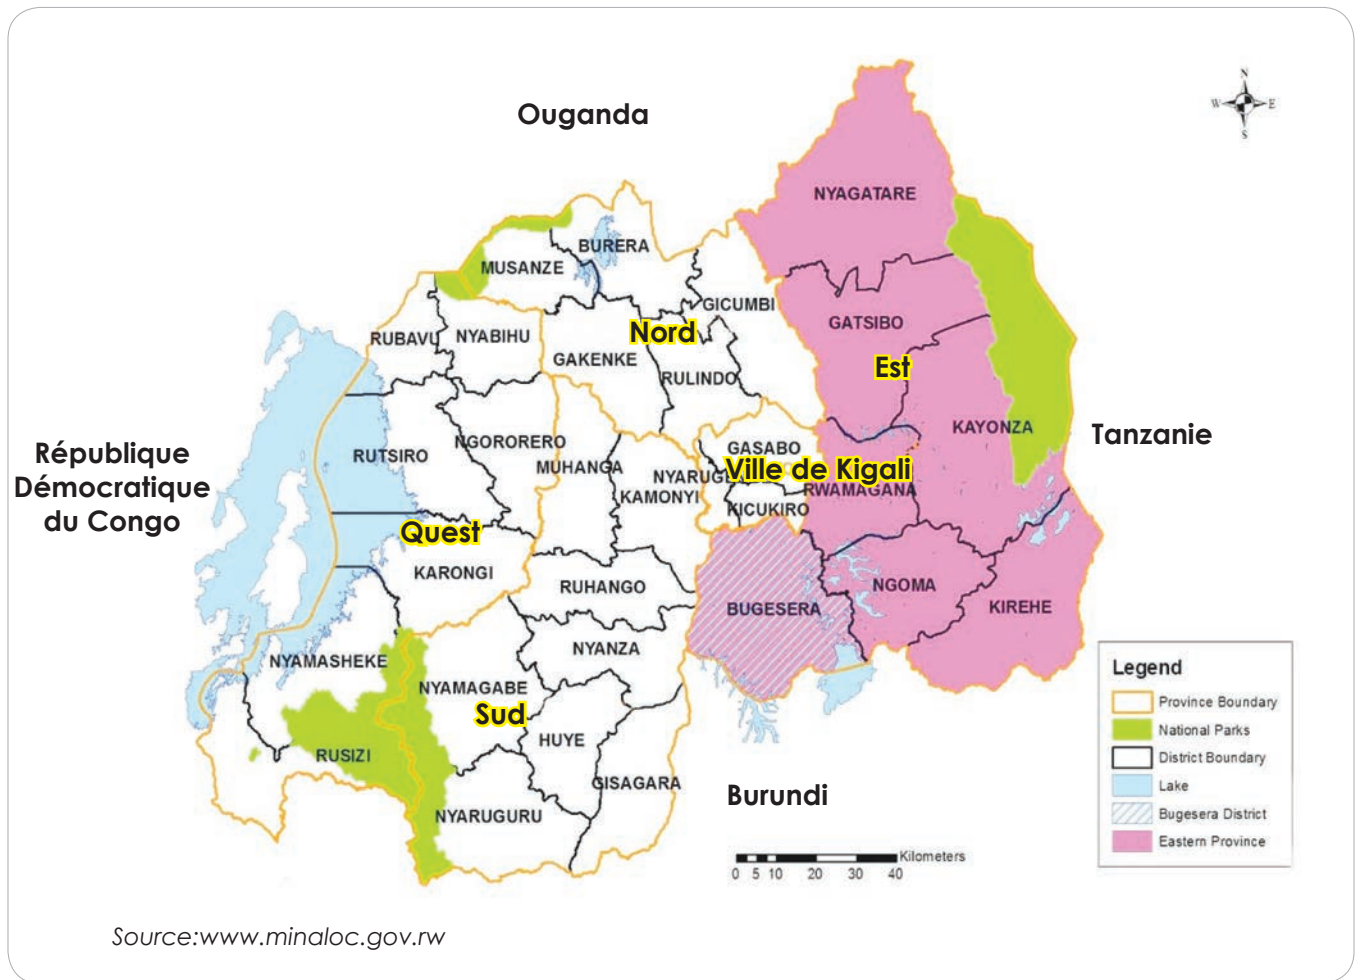 Ouganda
N
W
E
S
NYAGATARE
BURERA
MUSANZE
GICUMBI
GATSIBO
Nord
RUBAVU
NYABIHU
GAKENKE
Est
RULINDO
KAYONZA
Tanzanie
République
Démocratique
du Congo
GASABO
NGORORERO
RUTSIRO
MUHANGA
NYARUGE
Ville de Kigali
KAMONYI
RWAMAGANA
KICUKIRO
Quest
KARONGI
RUHANGO
NGOMA
BUGESERA
KIREHE
NYANZA
NYAMASHEKE
NYAMAGABE
Sud
HUYE
RUSIZI
GISAGARA
NYARUGURU
Burundi
Legend
Province Boundary
National Parks
District Boundary
Lake
Bugesera District
Eastern Province
Kilometers
0 5 10 20 30 40
Source:www.minaloc.gov.rw